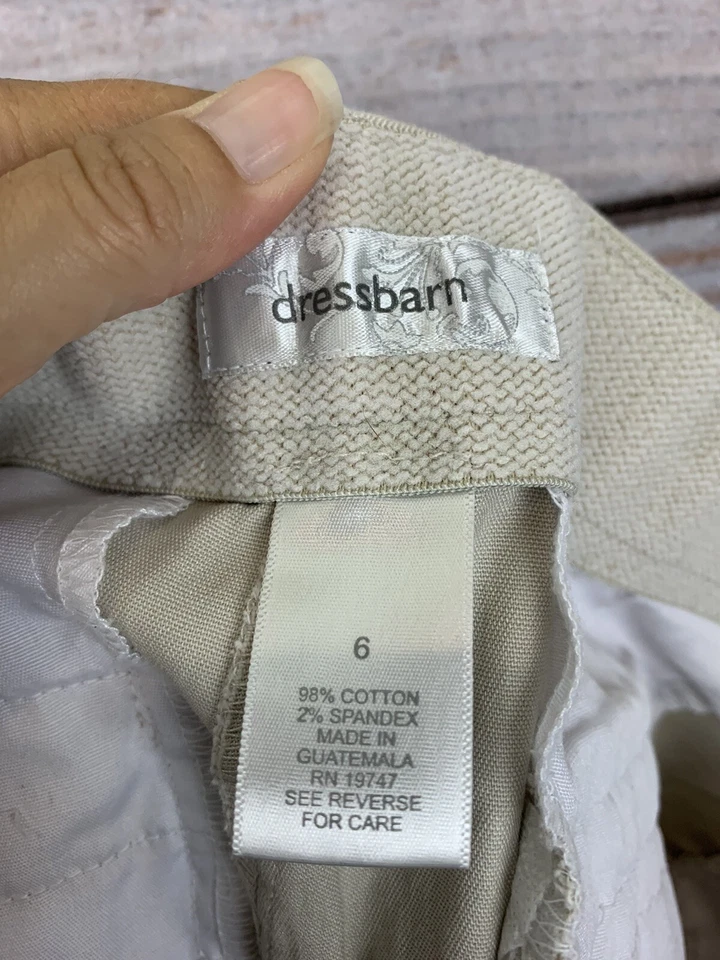 dressbarn
6
98% COTTON
2% SPANDEX
MADE IN
GUATEMALA
RN 19747
SEE REVERSE
FOR CARE